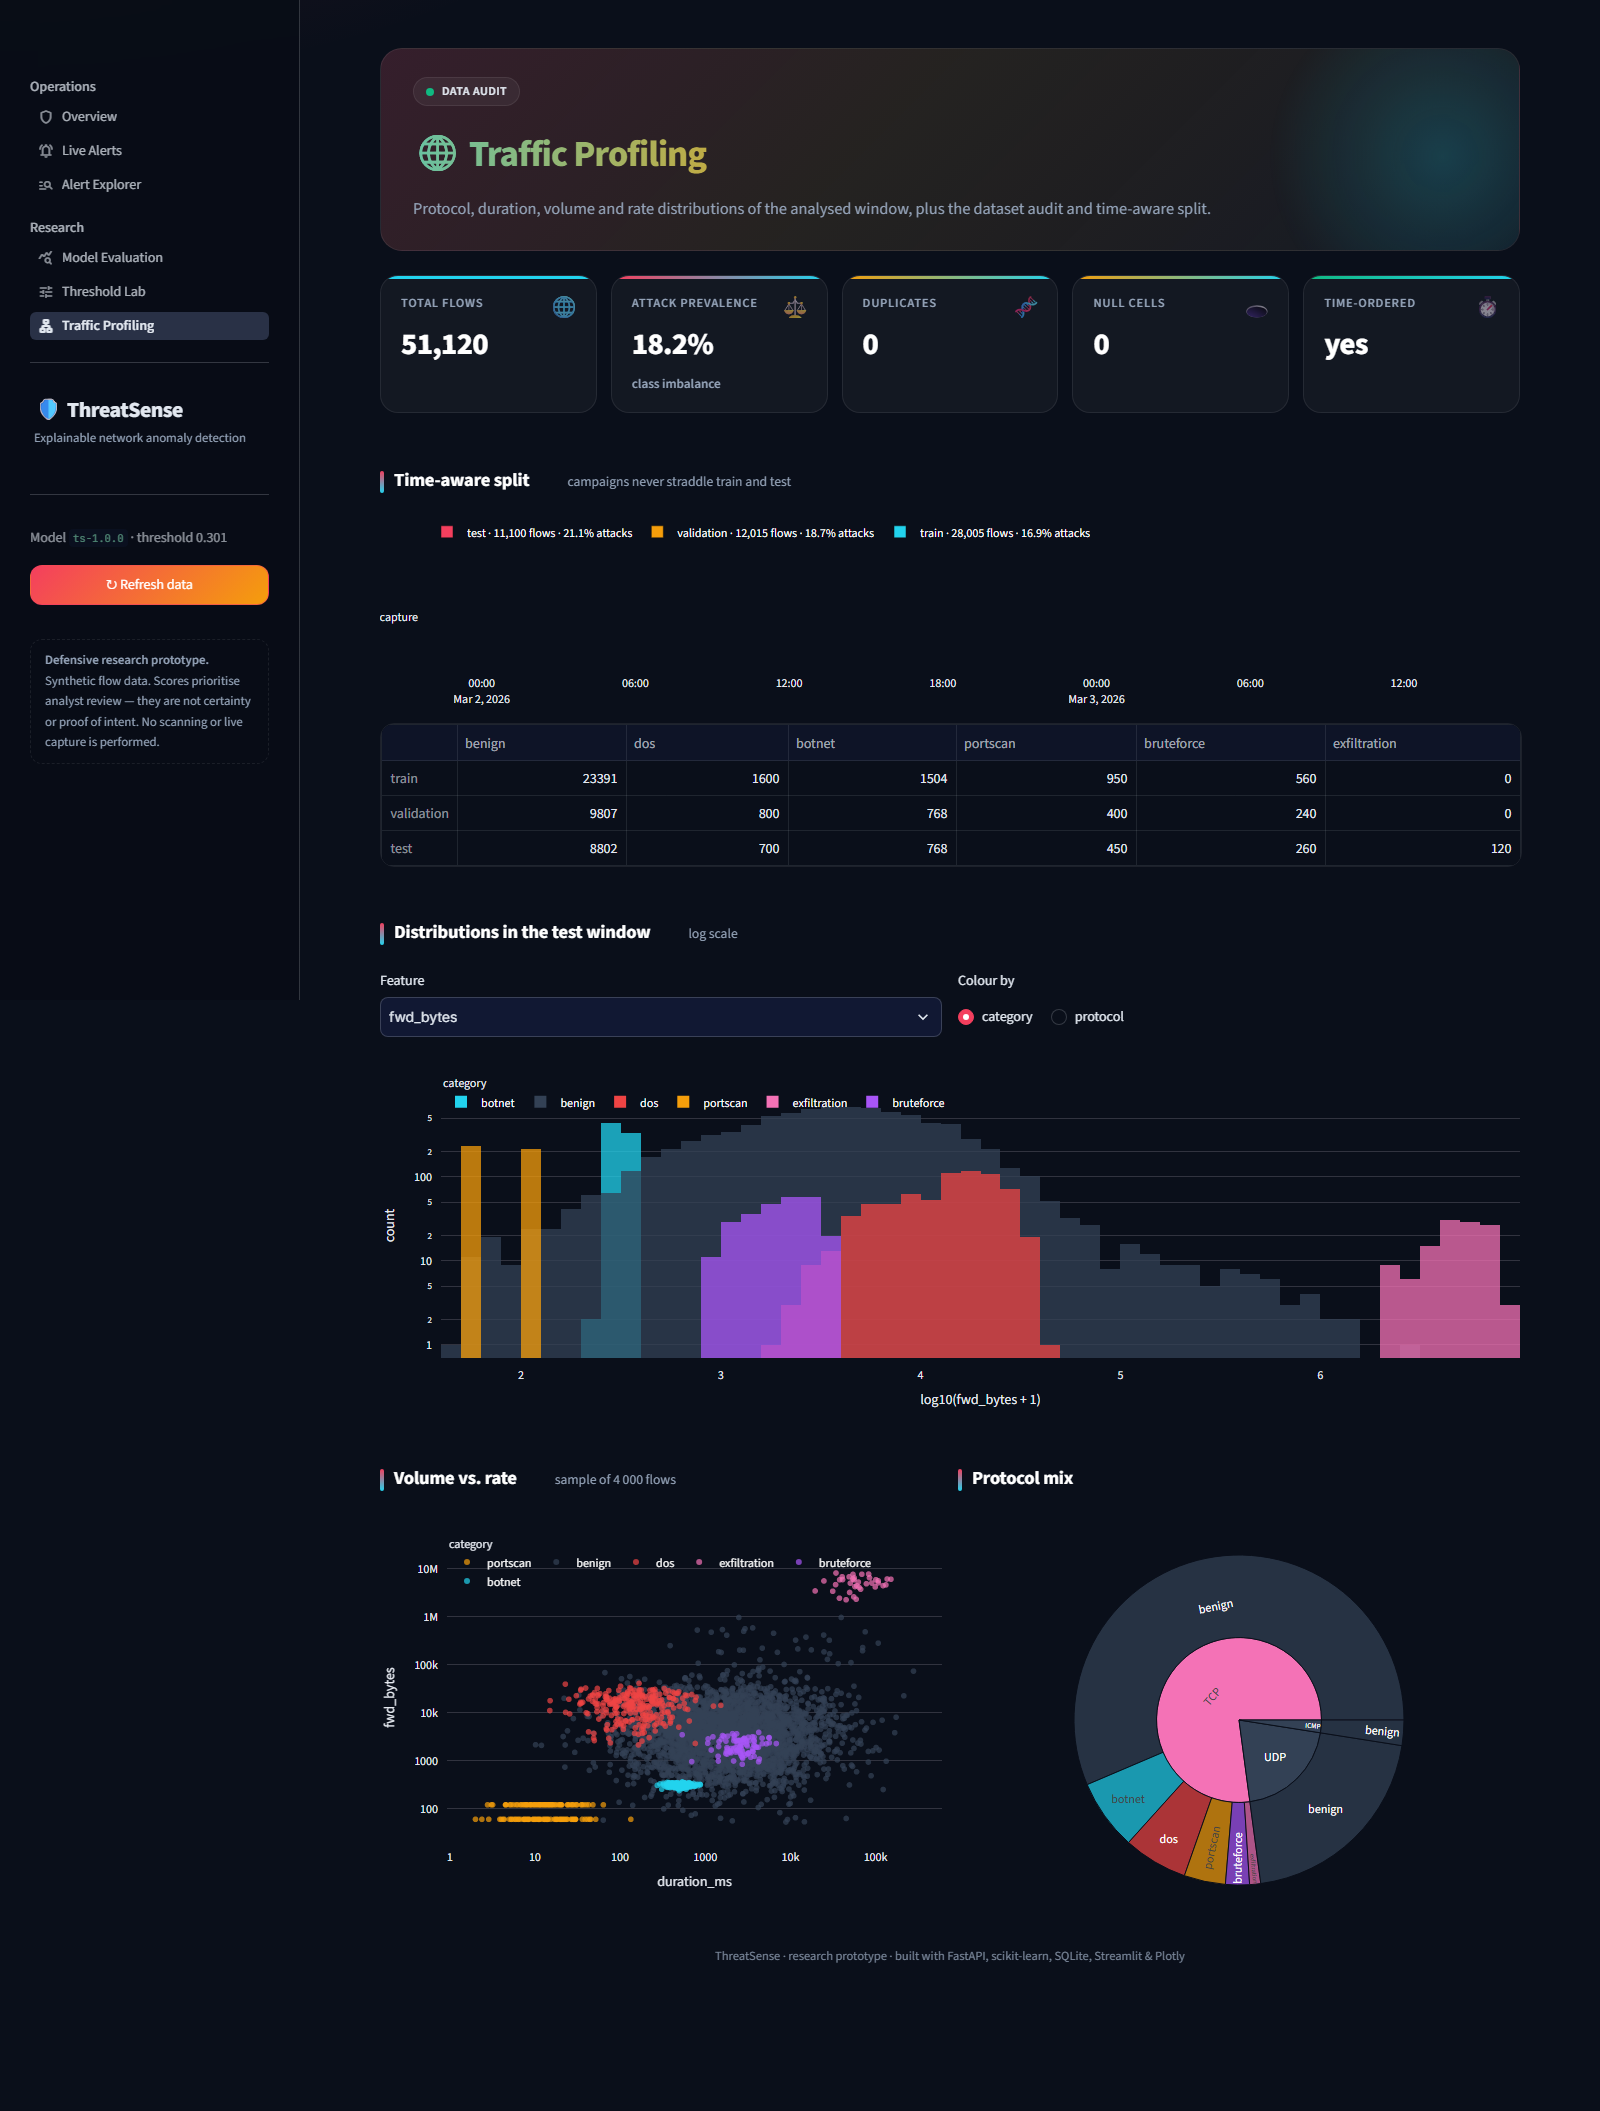 Operations
Overview
Live Alerts
Alert Explorer
Research
Model Evaluation
Threshold Lab
Traffic Profiling
ThreatSense
Explainable network anomaly detection
Model ts-1.0.0 · threshold 0.301
↻ Refresh data
Defensive research prototype.
Synthetic flow data. Scores prioritise
analyst review — they are not certainty
or proof of intent. No scanning or live
capture is performed.
DATA AUDIT
Traffic Profiling
Protocol, duration, volume and rate distributions of the analysed window, plus the dataset audit and time-aware split.
TOTAL FLOWS
51,120
ATTACK PREVALENCE
18.2%
class imbalance
DUPLICATES
0
NULL CELLS
0
TIME-ORDERED
yes
Time-aware split campaigns never straddle train and test
test · 11,100 flows · 21.1% attacks validation · 12,015 flows · 18.7% attacks train · 28,005 flows · 16.9% attacks
capture
00:00 06:00 12:00 18:00 00:00 06:00 12:00
Mar 2, 2026 Mar 3, 2026
benign dos botnet portscan bruteforce exfiltration
train 23391 1600 1504 950 560 0
validation 9807 800 768 400 240 0
test 8802 700 768 450 260 120
Distributions in the test window log scale
Feature
fwd_bytes
Colour by
category protocol
category
botnet benign dos portscan exfiltration bruteforce
5
2
100
5
2
10
5
2
1
count
2 3 4 5 6
log10(fwd_bytes + 1)
Volume vs. rate sample of 4 000 flows
category
portscan benign dos exfiltration bruteforce
botnet
10M
1M
100k
10k
1000
100
fwd_bytes
1 10 100 1000 10k 100k
duration_ms
Protocol mix
benign
TCP
ICMP
benign
UDP
benign
botnet
dos
portscan
bruteforce
ThreatSense · research prototype · built with FastAPI, scikit-learn, SQLite, Streamlit & Plotly